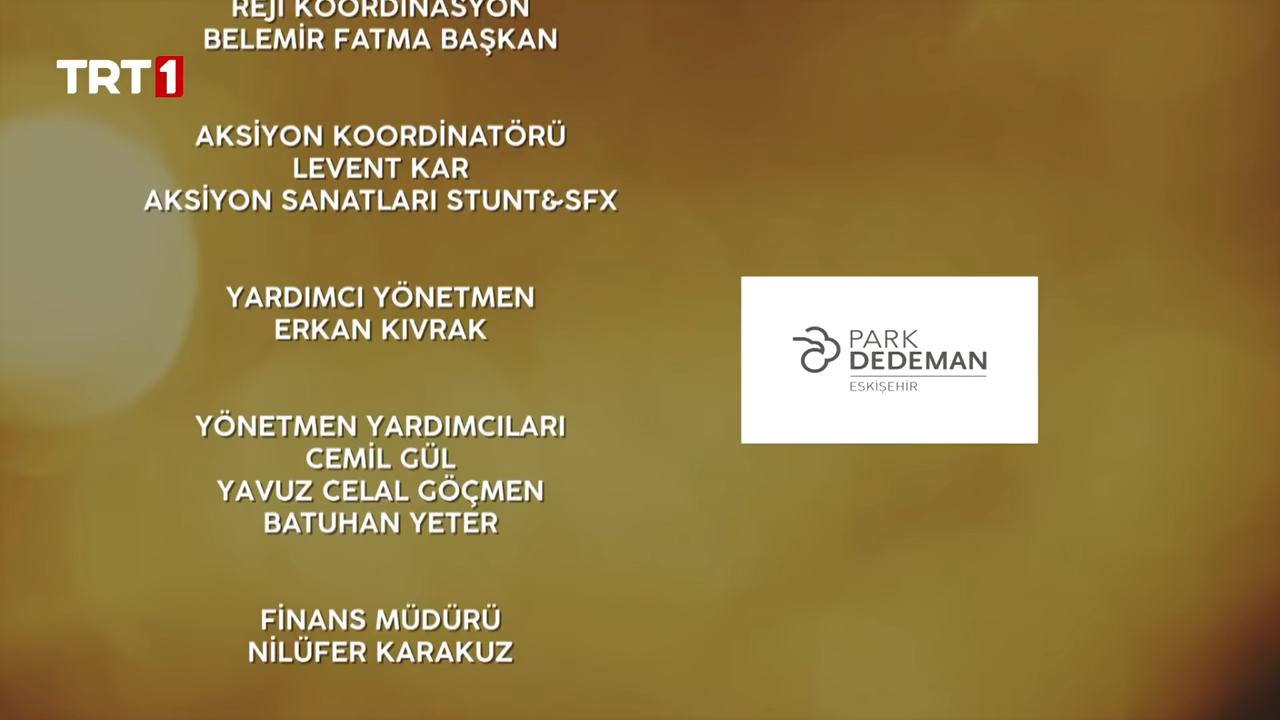 REJİ KOORDİNASYON
BELEMİR FATMA BAŞKAN
TRT 1
AKSİYON KOORDİNATÖRÜ
LEVENT KAR
AKSİYON SANATLARI STUNT&SFX
YARDIMCI YÖNETMEN
ERKAN KIVRAK
PARK
DEDEMAN
ESKİŞEHİR
YÖNETMEN YARDIMCILARI
CEMİL GÜL
YAVUZ CELAL GÖÇMEN
BATUHAN YETER
FİNANS MÜDÜRÜ
NİLÜFER KARAKUZ